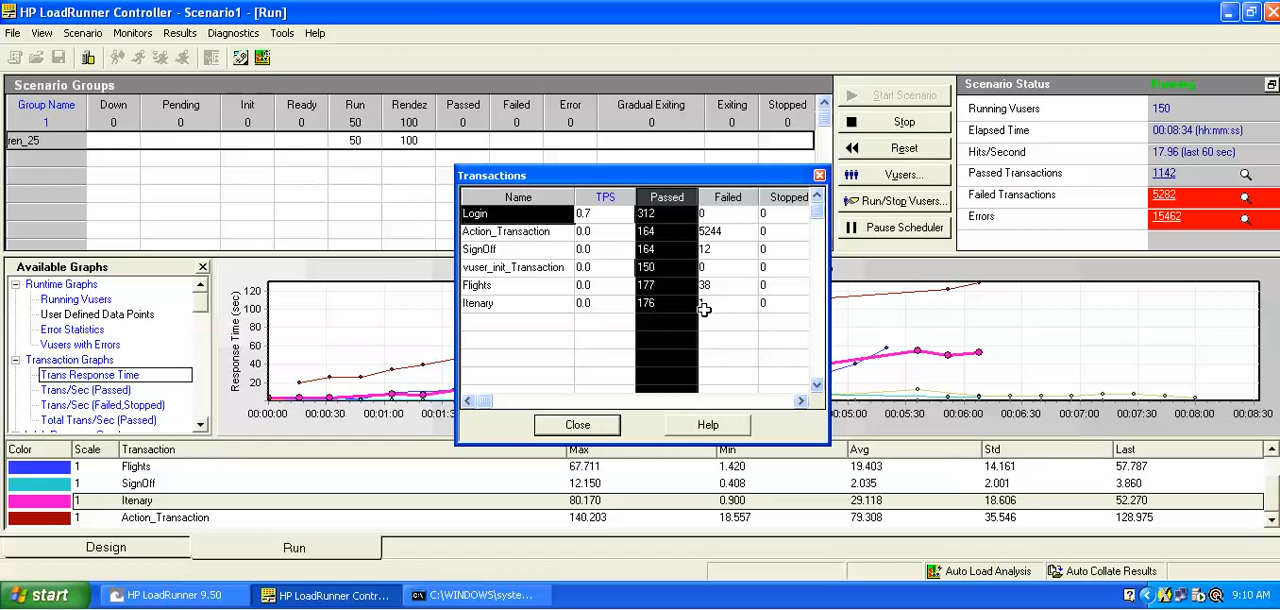 HP LoadRunner Controller - Scenario1 - [Run]
File View Scenario Monitors Results Diagnostics Tools Help
Scenario Groups
Group Name Down Pending Init Ready Run Rendez Passed Failed Error Gradual Exiting Exiting Stopped
1 0 0 0 0 50 100 0 0 0 0 0 0
ren_25 50 100
Start Scenario
Stop
Reset
Vusers...
Run/Stop Vusers...
Pause Scheduler
Scenario Status Running
Running Vusers 150
Elapsed Time 00:08:34 (hh:mm:ss)
Hits/Second 17.96 (last 60 sec)
Passed Transactions 1142
Failed Transactions 5282
Errors 15462
Transactions
Name TPS Passed Failed Stopped
Login 0.7 312 0 0
Action_Transaction 0.0 164 5244 0
SignOff 0.0 164 12 0
vuser_init_Transaction 0.0 150 0 0
Flights 0.0 177 38 0
Itenary 0.0 176 0
Close Help
Available Graphs
Runtime Graphs
Running Vusers
User Defined Data Points
Error Statistics
Vusers with Errors
Transaction Graphs
Trans Response Time
Trans/Sec (Passed)
Trans/Sec (Failed,Stopped)
Total Trans/Sec (Passed)
Response Time (sec)
120
100
80
60
40
20
00:00:00 00:00:30 00:01:00 00:01:3 00:05:00 00:05:30 00:06:00 00:06:30 00:07:00 00:07:30 00:08:00 00:08:30
Color Scale Transaction Max Min Avg Std Last
1 Flights 67.711 1.420 19.403 14.161 57.787
1 SignOff 12.150 0.408 2.035 2.001 3.860
1 Itenary 80.170 0.900 29.118 18.606 52.270
1 Action_Transaction 140.203 18.557 79.308 35.546 128.975
Design Run
Auto Load Analysis Auto Collate Results
start HP LoadRunner 9.50 HP LoadRunner Contr... C:\WINDOWS\syste... 9:10 AM